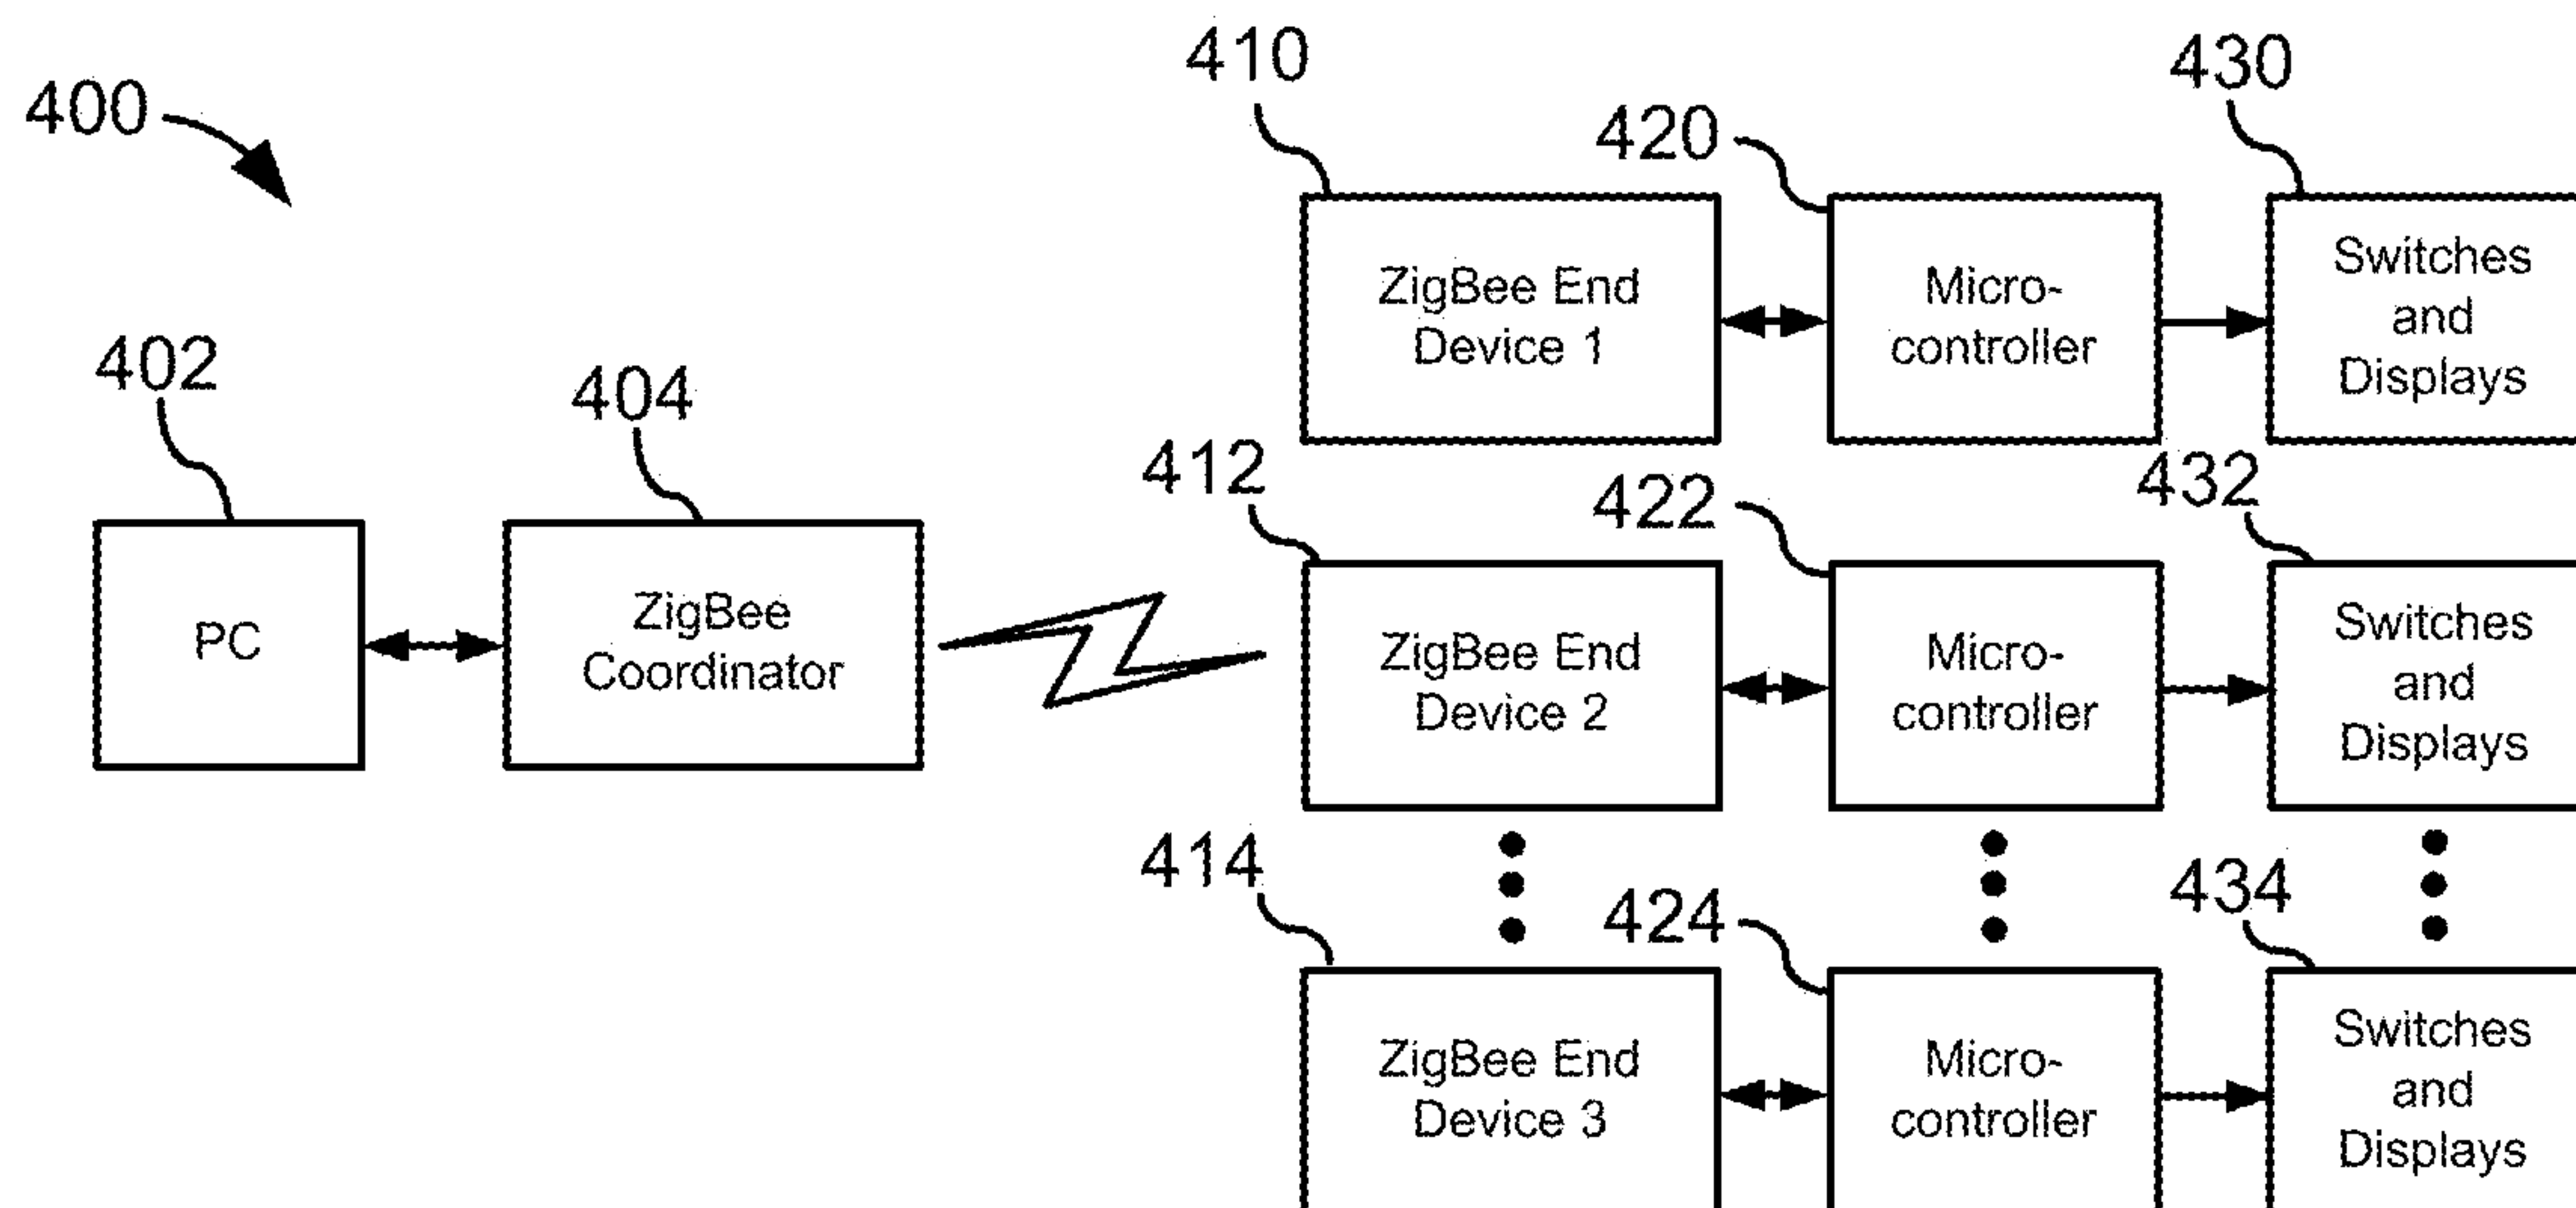 400
402
PC
404
ZigBee
Coordinator
410
ZigBee End
Device 1
420
Micro-
controller
430
Switches
and
Displays
412
ZigBee End
Device 2
422
Micro-
controller
432
Switches
and
Displays
414
ZigBee End
Device 3
424
Micro-
controller
434
Switches
and
Displays